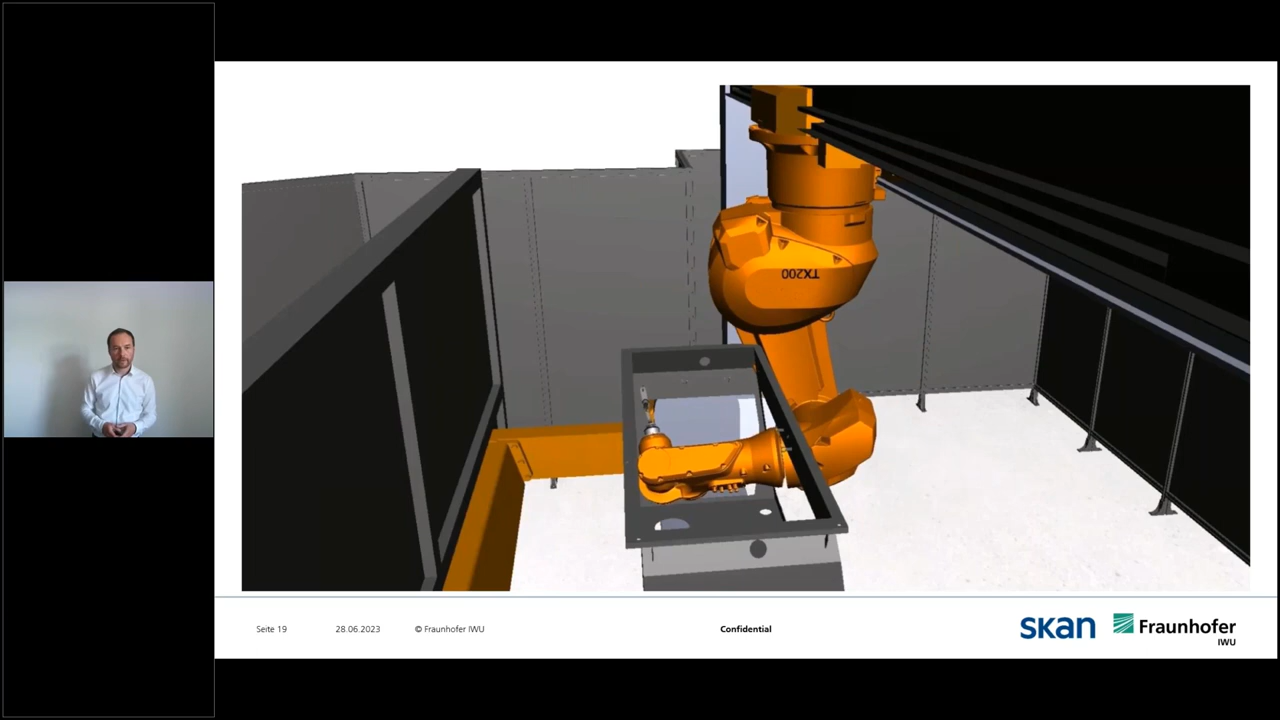 TX200
Seite 19
28.06.2023
© Fraunhofer IWU
Confidential
skan
Fraunhofer
IWU